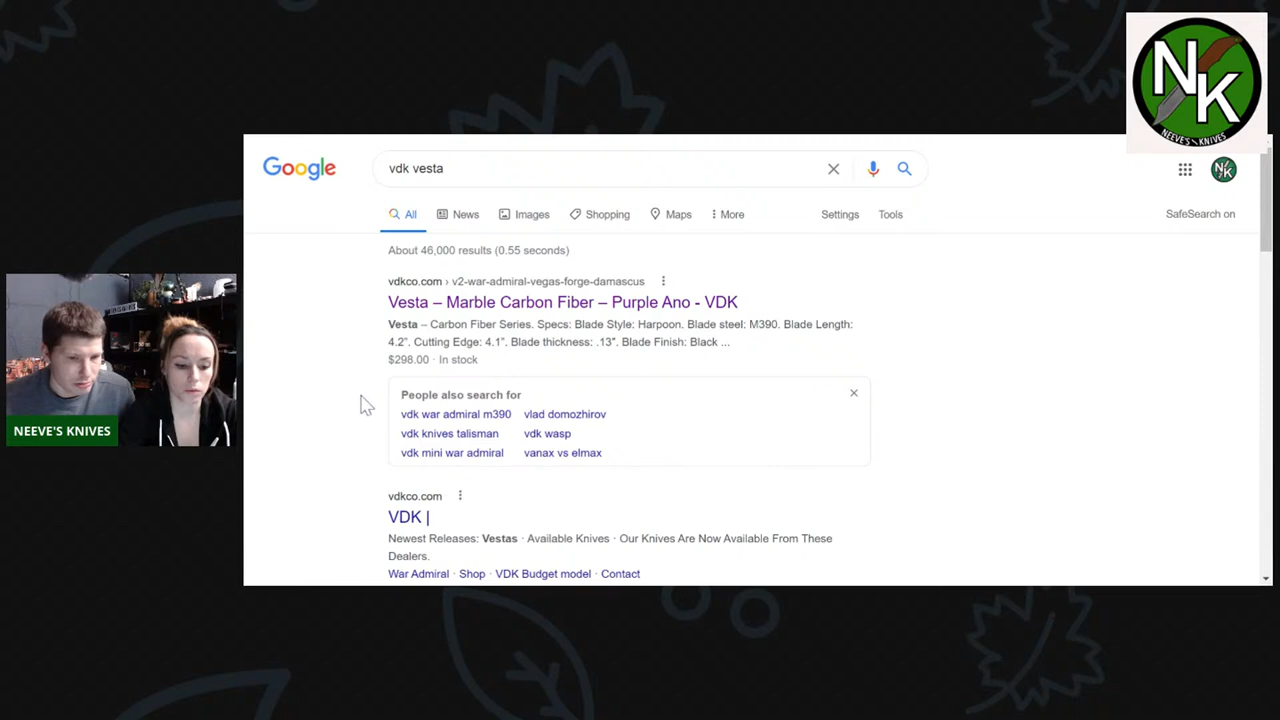 NK
NEEVE'S KNIVES
Google
vdk vesta
All
News
Images
Shopping
Maps
More
Settings
Tools
SafeSearch on
About 46,000 results (0.55 seconds)
vdkco.com › v2-war-admiral-vegas-forge-damascus
Vesta – Marble Carbon Fiber – Purple Ano - VDK
Vesta – Carbon Fiber Series. Specs: Blade Style: Harpoon. Blade steel: M390. Blade Length:
4.2”. Cutting Edge: 4.1”. Blade thickness: .13″. Blade Finish: Black ...
$298.00 · In stock
People also search for
vdk war admiral m390 vlad domozhirov
vdk knives talisman vdk wasp
vdk mini war admiral vanax vs elmax
vdkco.com
VDK |
Newest Releases: Vestas · Available Knives · Our Knives Are Now Available From These
Dealers.
War Admiral · Shop · VDK Budget model · Contact
NEEVE'S KNIVES
NK